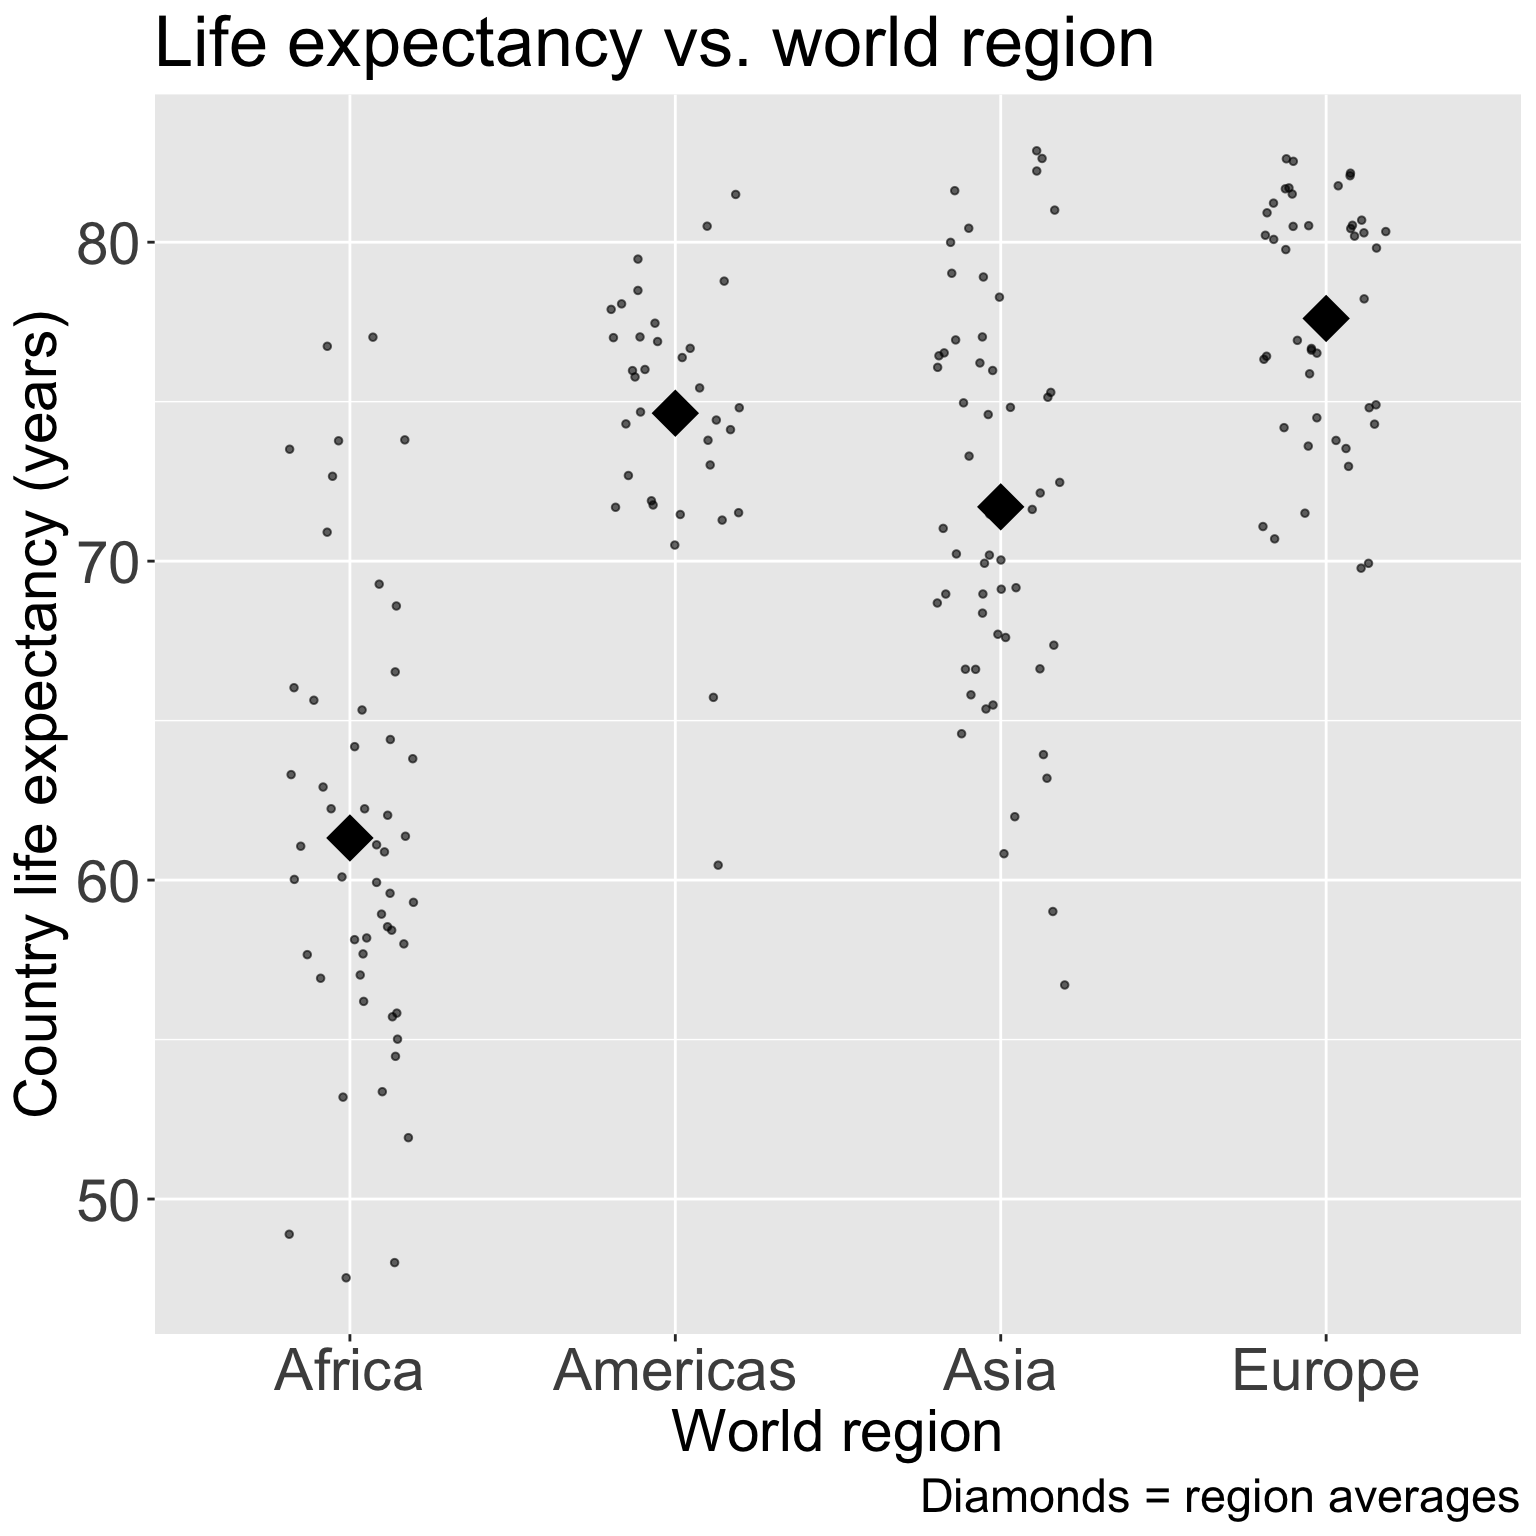 Life expectancy vs. world region
Country life expectancy (years)
80
70
60
50
Africa Americas Asia Europe
World region
Diamonds = region averages